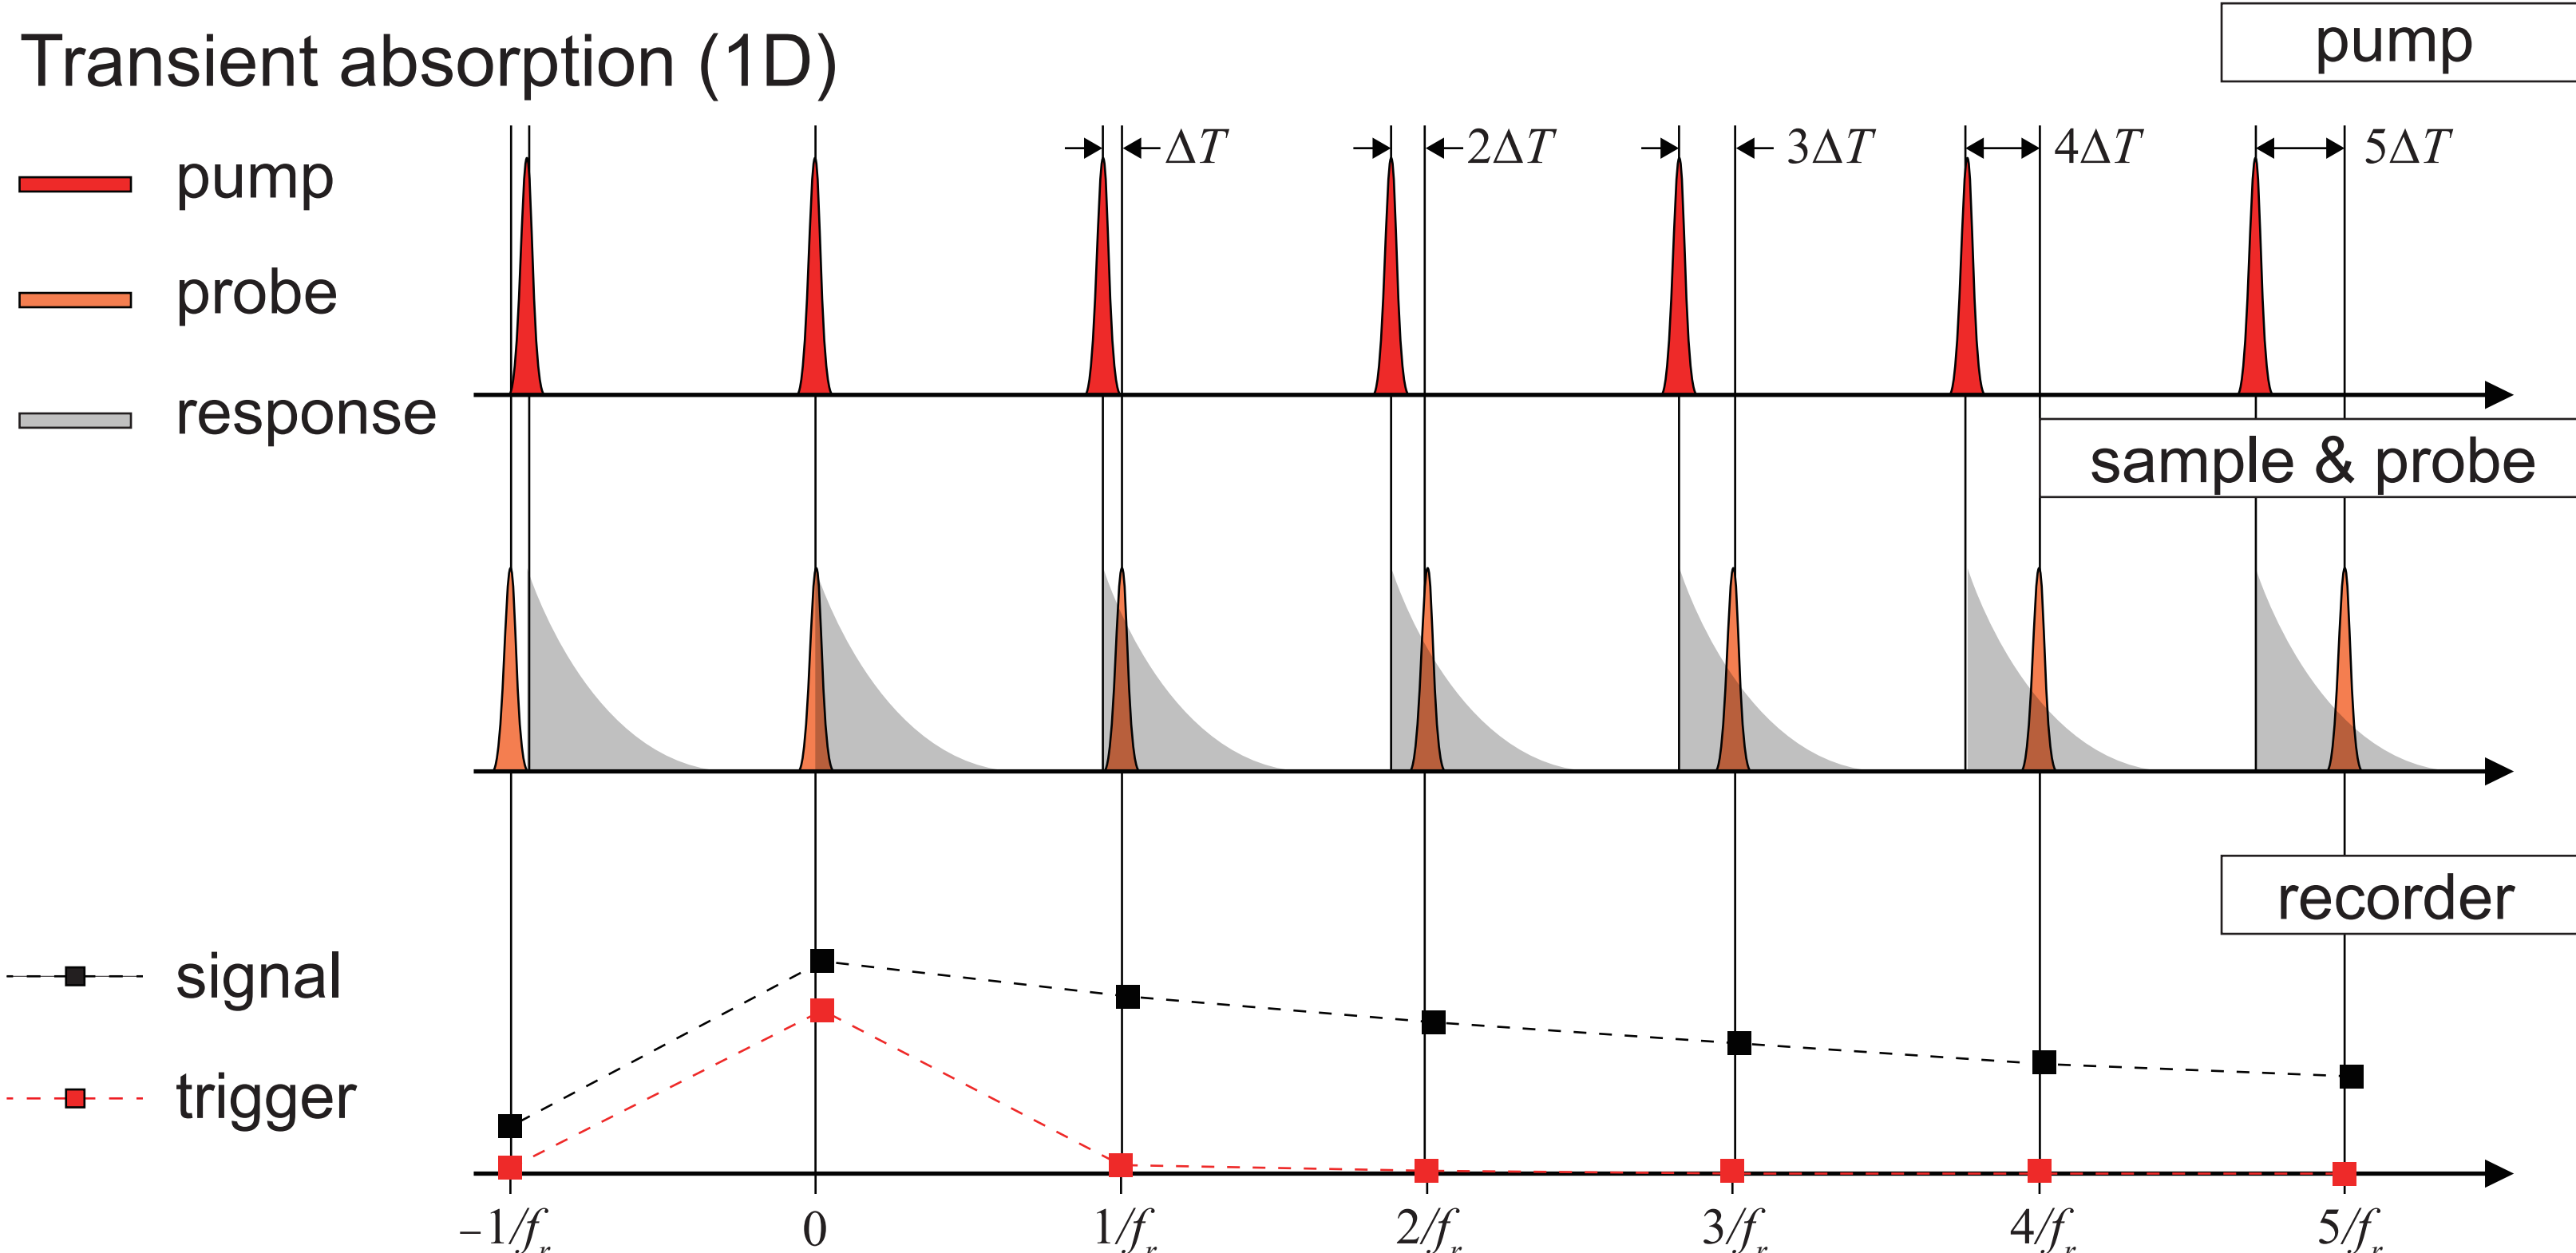 Transient absorption (1D)
pump
pump
probe
response
ΔT
2ΔT
3ΔT
4ΔT
5ΔT
sample & probe
recorder
signal
trigger
−1/fr
0
1/fr
2/fr
3/fr
4/fr
5/fr